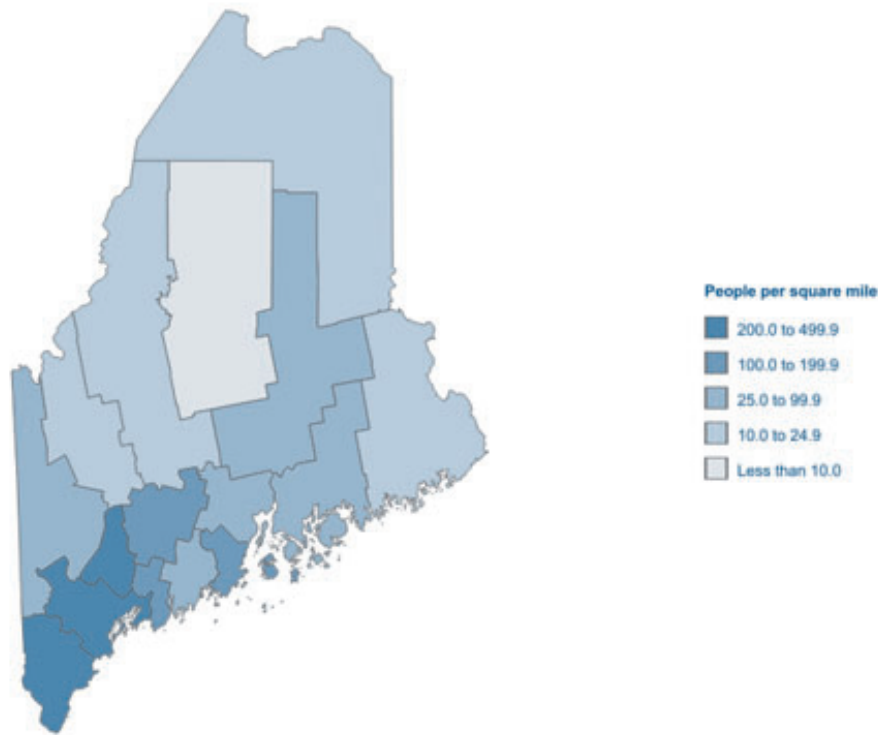 People per square mile
200.0 to 499.9
100.0 to 199.9
25.0 to 99.9
10.0 to 24.9
Less than 10.0